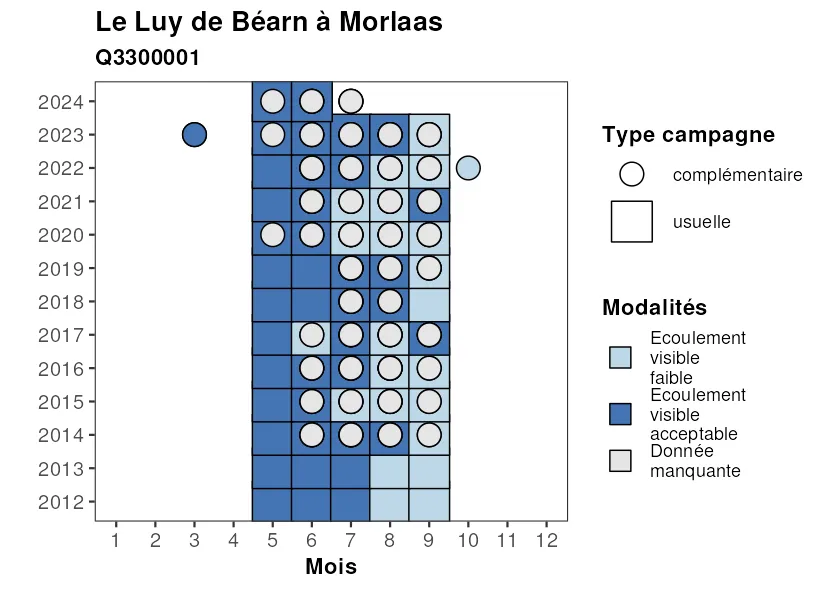 Le Luy de Béarn à Morlaas
Q3300001
2024
2023
2022
2021
2020
2019
2018
2017
2016
2015
2014
2013
2012
1 2 3 4 5 6 7 8 9 10 11 12
Mois
Type campagne
complémentaire
usuelle
Modalités
Ecoulement
visible
faible
Ecoulement
visible
acceptable
Donnée
manquante